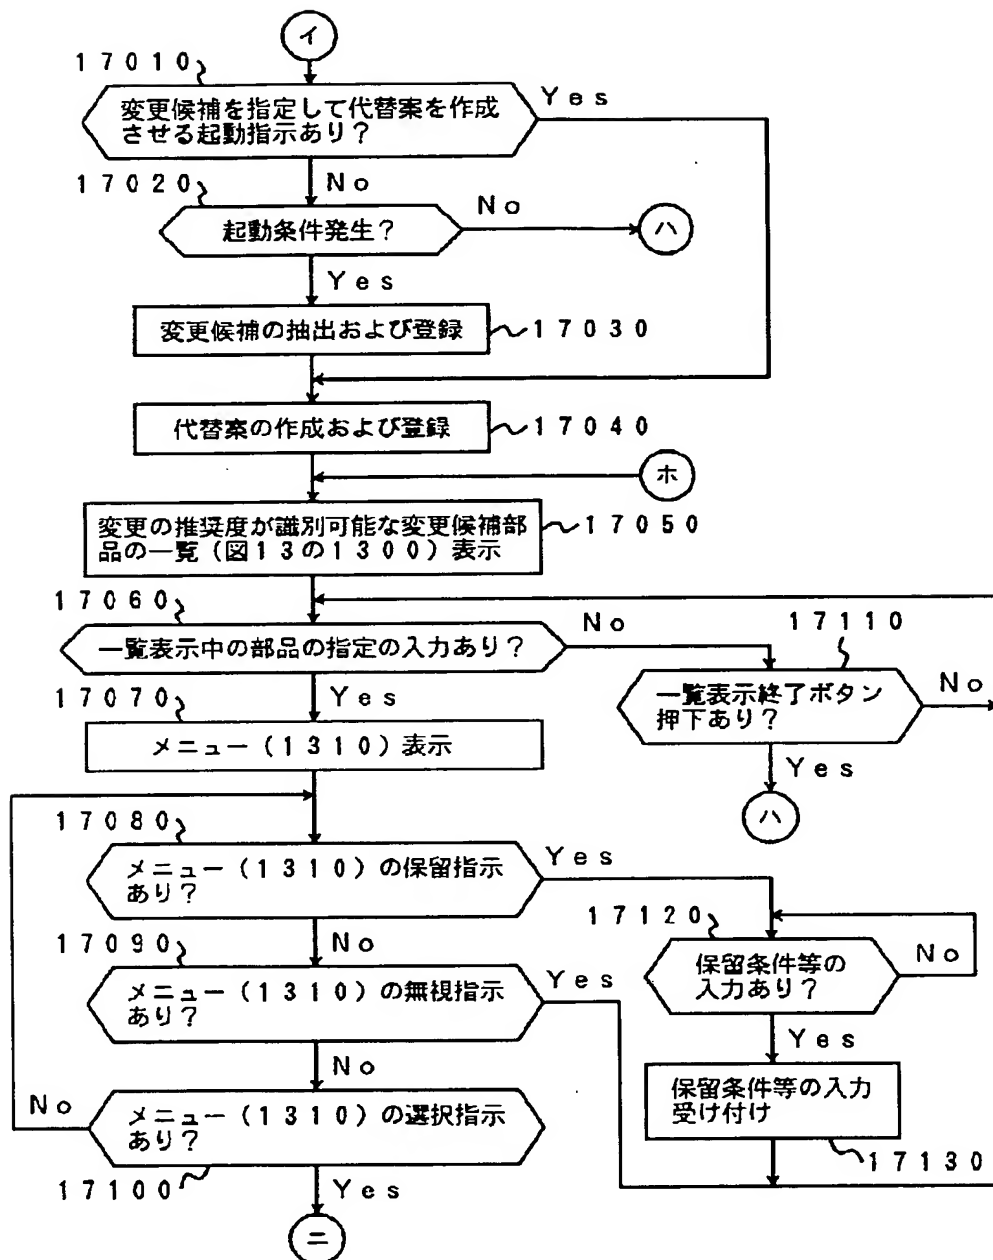 イ
17010
変更候補を指定して代替案を作成
させる起動指示あり?
Yes
No
17020
起動条件発生?
No
ハ
Yes
変更候補の抽出および登録
17030
代替案の作成および登録
17040
ホ
変更の推奨度が識別可能な変更候補部
品の一覧(図13の1300)表示
17050
17060
一覧表示中の部品の指定の入力あり?
No
17110
一覧表示終了ボタン
押下あり?
No
Yes
ハ
Yes
17070
メニュー(1310)表示
17080
メニュー(1310)の保留指示
あり?
Yes
17120
保留条件等の
入力あり?
No
Yes
保留条件等の入力
受け付け
17130
No
17090
メニュー(1310)の無視指示
あり?
Yes
No
メニュー(1310)の選択指示
あり?
No
17100
Yes
ニ